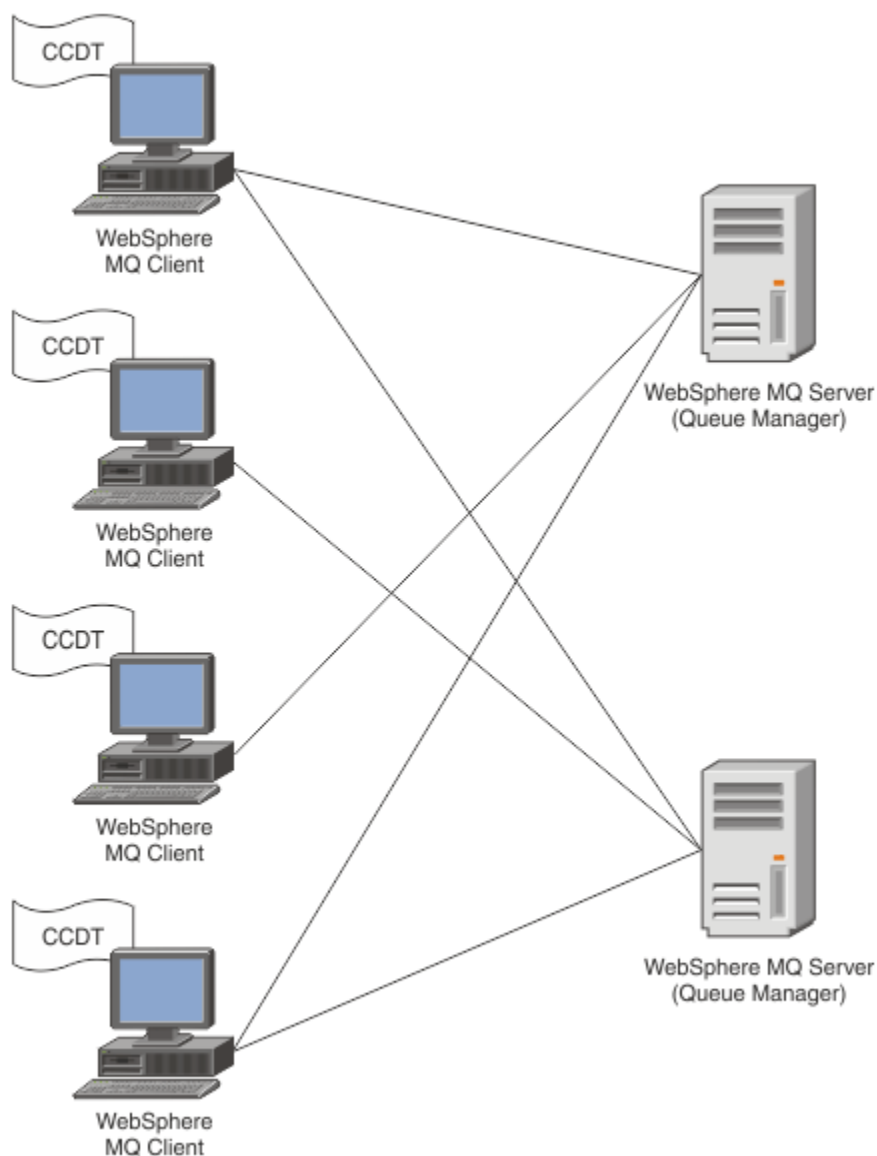 CCDT
WebSphere
MQ Client
WebSphere MQ Server
(Queue Manager)
CCDT
WebSphere
MQ Client
CCDT
WebSphere
MQ Client
WebSphere MQ Server
(Queue Manager)
CCDT
WebSphere
MQ Client